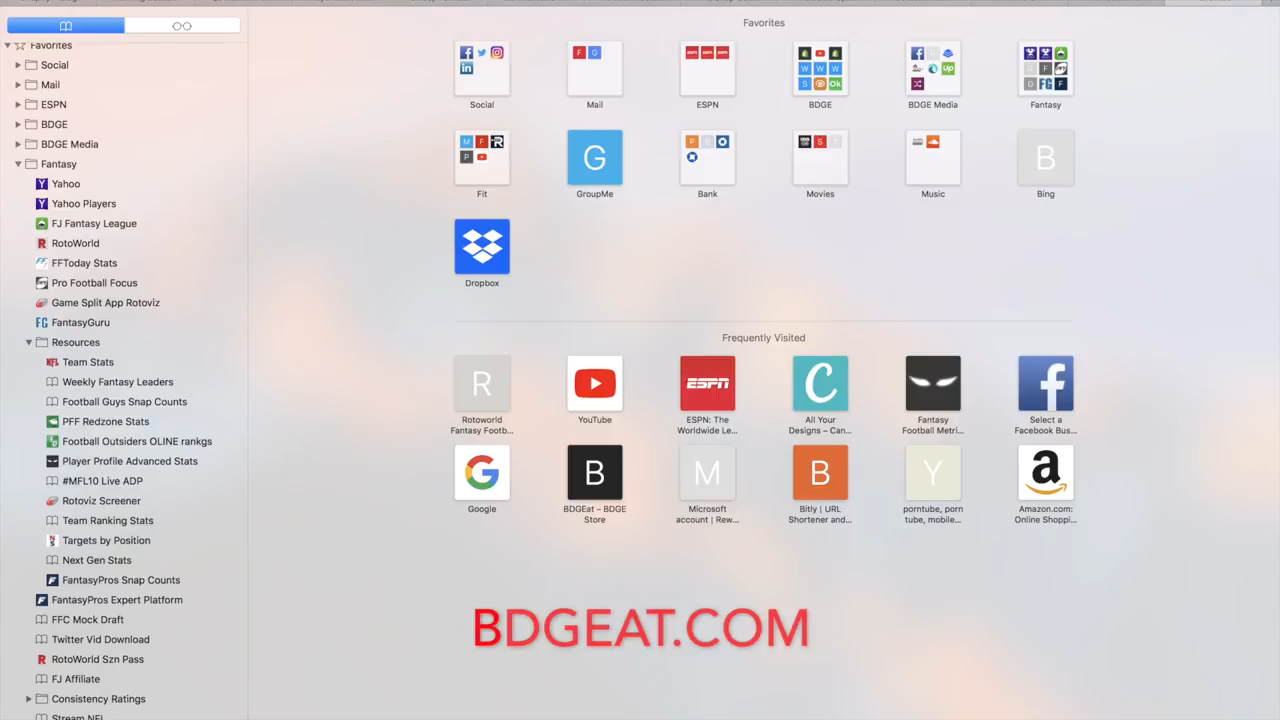 Favorites
Social
Mail
ESPN
BDGE
BDGE Media
Fantasy
Yahoo
Yahoo Players
FJ Fantasy League
RotoWorld
FFToday Stats
Pro Football Focus
Game Split App Rotoviz
FantasyGuru
Resources
Team Stats
Weekly Fantasy Leaders
Football Guys Snap Counts
PFF Redzone Stats
Football Outsiders OLINE rankgs
Player Profile Advanced Stats
#MFL10 Live ADP
Rotoviz Screener
Team Ranking Stats
Targets by Position
Next Gen Stats
FantasyPros Snap Counts
FantasyPros Expert Platform
FFC Mock Draft
Twitter Vid Download
RotoWorld Szn Pass
FJ Affiliate
Consistency Ratings
Stream NFL
Favorites
Social
Mail
ESPN
BDGE
BDGE Media
Fantasy
Fit
G
GroupMe
Bank
Movies
Music
B
Bing
Dropbox
Frequently Visited
R
Rotoworld
Fantasy Footb...
YouTube
ESPN
ESPN: The
Worldwide Le...
C
All Your
Designs – Can...
Fantasy
Football Metri...
f
Select a
Facebook Bus...
G
Google
B
BDGEat – BDGE
Store
M
Microsoft
account | Rew...
B
Bitly | URL
Shortener and...
Y
porntube, porn
tube, mobile...
a
Amazon.com:
Online Shoppi...
BDGEAT.COM